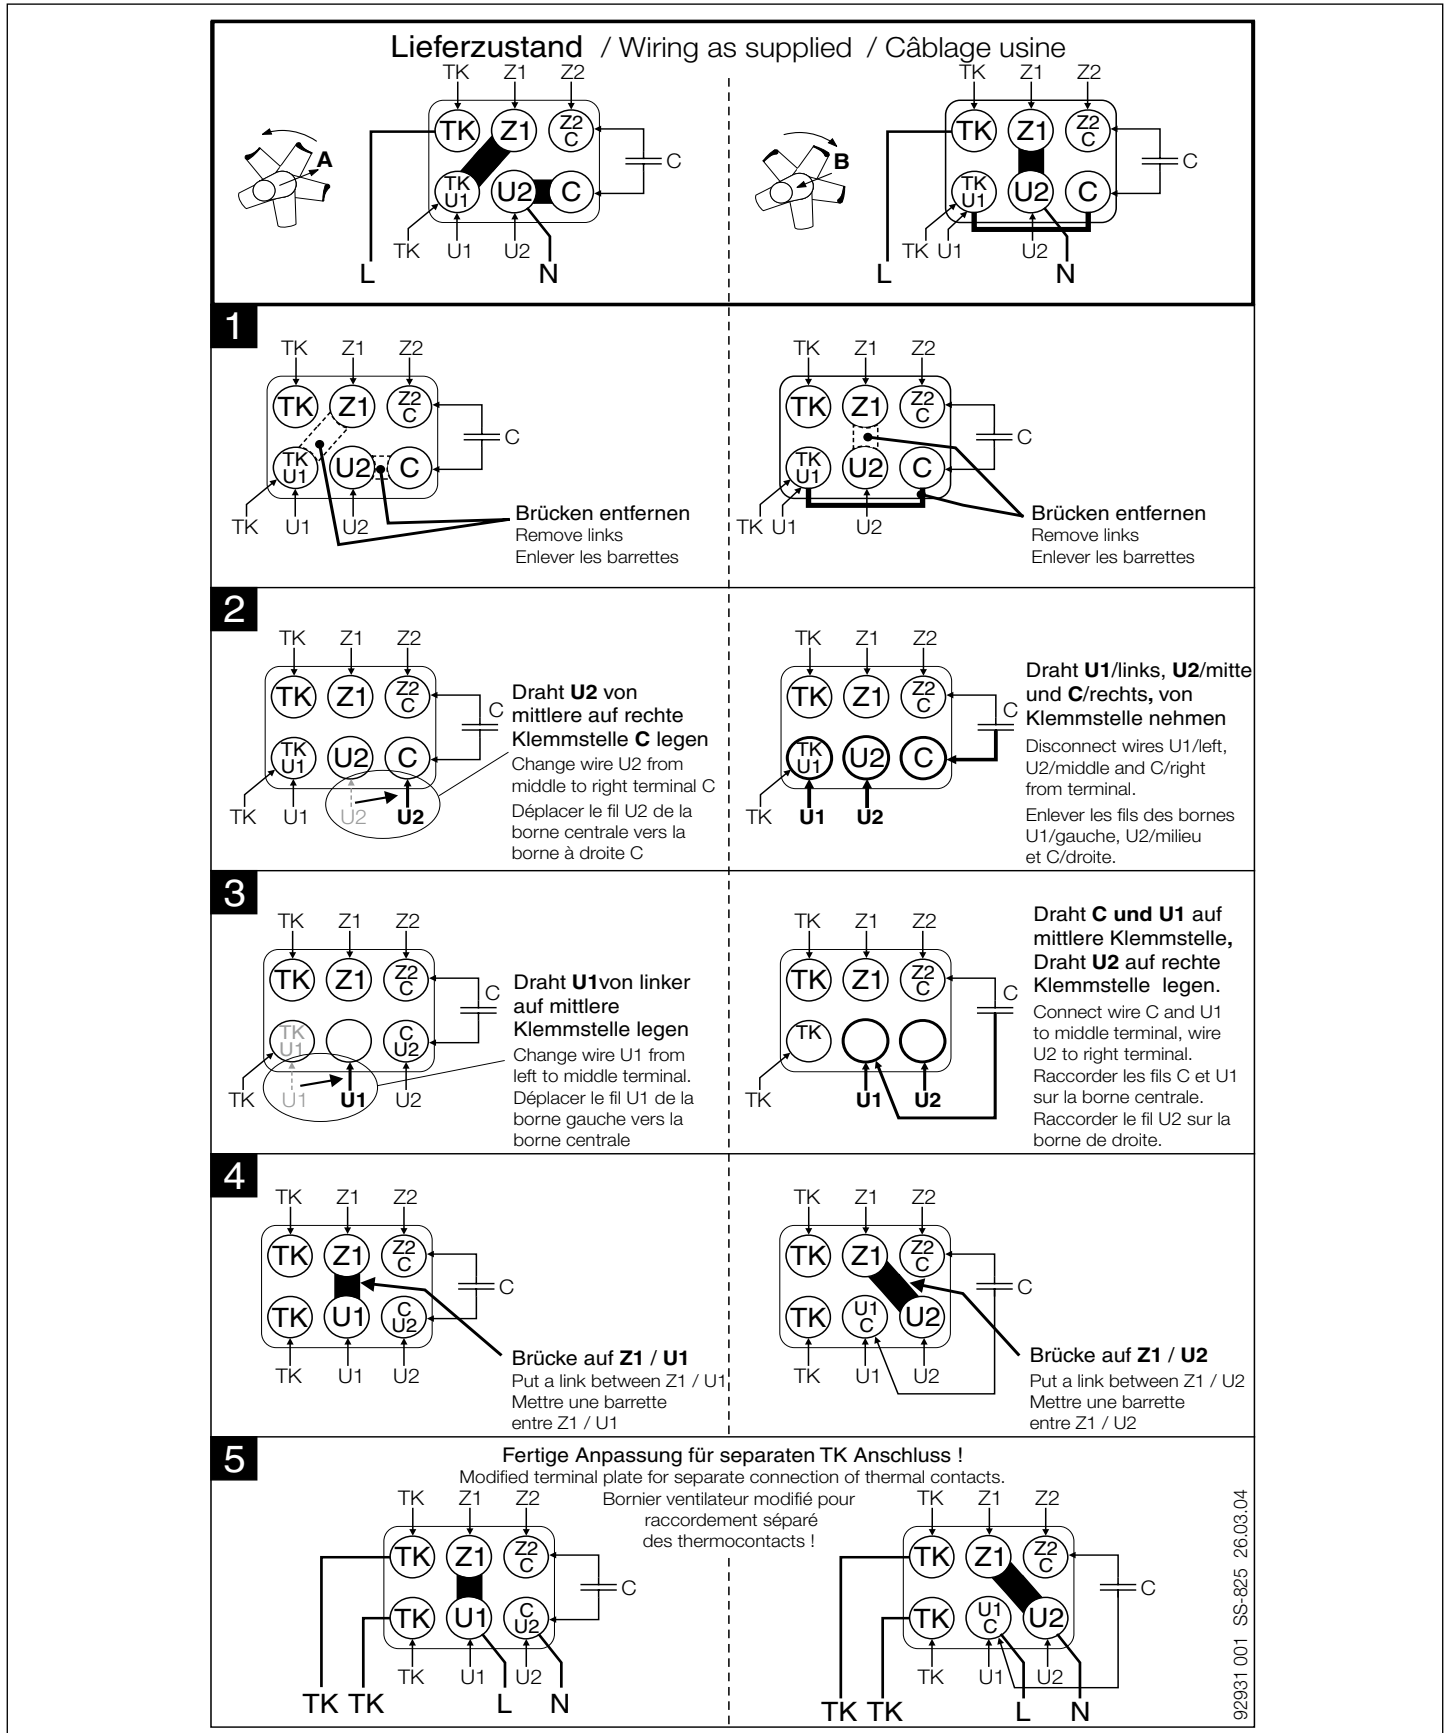 Lieferzustand / Wiring as supplied / Câblage usine
TK Z1 Z2
TK Z1 Z2 C
A
C
TK U1 U2 C
TK U1 U2
L N
TK Z1 Z2
TK Z1 Z2 C
B
C
TK U1 U2 C
TK U1 U2
L N
1
TK Z1 Z2
TK Z1 Z2 C
C
TK U1 U2 C
TK U1 U2
Brücken entfernen
Remove links
Enlever les barrettes
TK Z1 Z2
TK Z1 Z2 C
C
TK U1 U2 C
TK U1 U2
Brücken entfernen
Remove links
Enlever les barrettes
2
TK Z1 Z2
TK Z1 Z2 C
C
TK U1 U2 C
TK U1 U2 U2
Draht U2 von
mittlere auf rechte
Klemmstelle C legen
Change wire U2 from
middle to right terminal C
Déplacer le fil U2 de la
borne centrale vers la
borne à droite C
TK Z1 Z2
TK Z1 Z2 C
C
TK U1 U2 C
TK U1 U2
Draht U1/links, U2/mitte
und C/rechts, von
Klemmstelle nehmen
Disconnect wires U1/left,
U2/middle and C/right
from terminal.
Enlever les fils des bornes
U1/gauche, U2/milieu
et C/droite.
3
TK Z1 Z2
TK Z1 Z2 C
C
TK U1 C U2
TK U1 U1 U2
Draht U1von linker
auf mittlere
Klemmstelle legen
Change wire U1 from
left to middle terminal.
Déplacer le fil U1 de la
borne gauche vers la
borne centrale
TK Z1 Z2
TK Z1 Z2 C
C
TK
TK U1 U2
Draht C und U1 auf
mittlere Klemmstelle,
Draht U2 auf rechte
Klemmstelle legen.
Connect wire C and U1
to middle terminal, wire
U2 to right terminal.
Raccorder les fils C et U1
sur la borne centrale.
Raccorder le fil U2 sur la
borne de droite.
4
TK Z1 Z2
TK Z1 Z2 C
C
TK U1 C U2
TK U1 U2
Brücke auf Z1 / U1
Put a link between Z1 / U1
Mettre une barrette
entre Z1 / U1
TK Z1 Z2
TK Z1 Z2 C
C
TK U1 C U2
TK U1 U2
Brücke auf Z1 / U2
Put a link between Z1 / U2
Mettre une barrette
entre Z1 / U2
5
Fertige Anpassung für separaten TK Anschluss !
Modified terminal plate for separate connection of thermal contacts.
Bornier ventilateur modifié pour
raccordement séparé
des thermocontacts !
TK Z1 Z2
TK Z1 Z2 C
C
TK U1 C U2
TK U1 U2
TK TK L N
TK Z1 Z2
TK Z1 Z2 C
C
TK U1 C U2
TK U1 U2
TK TK L N
92931 001 SS-825 26.03.04